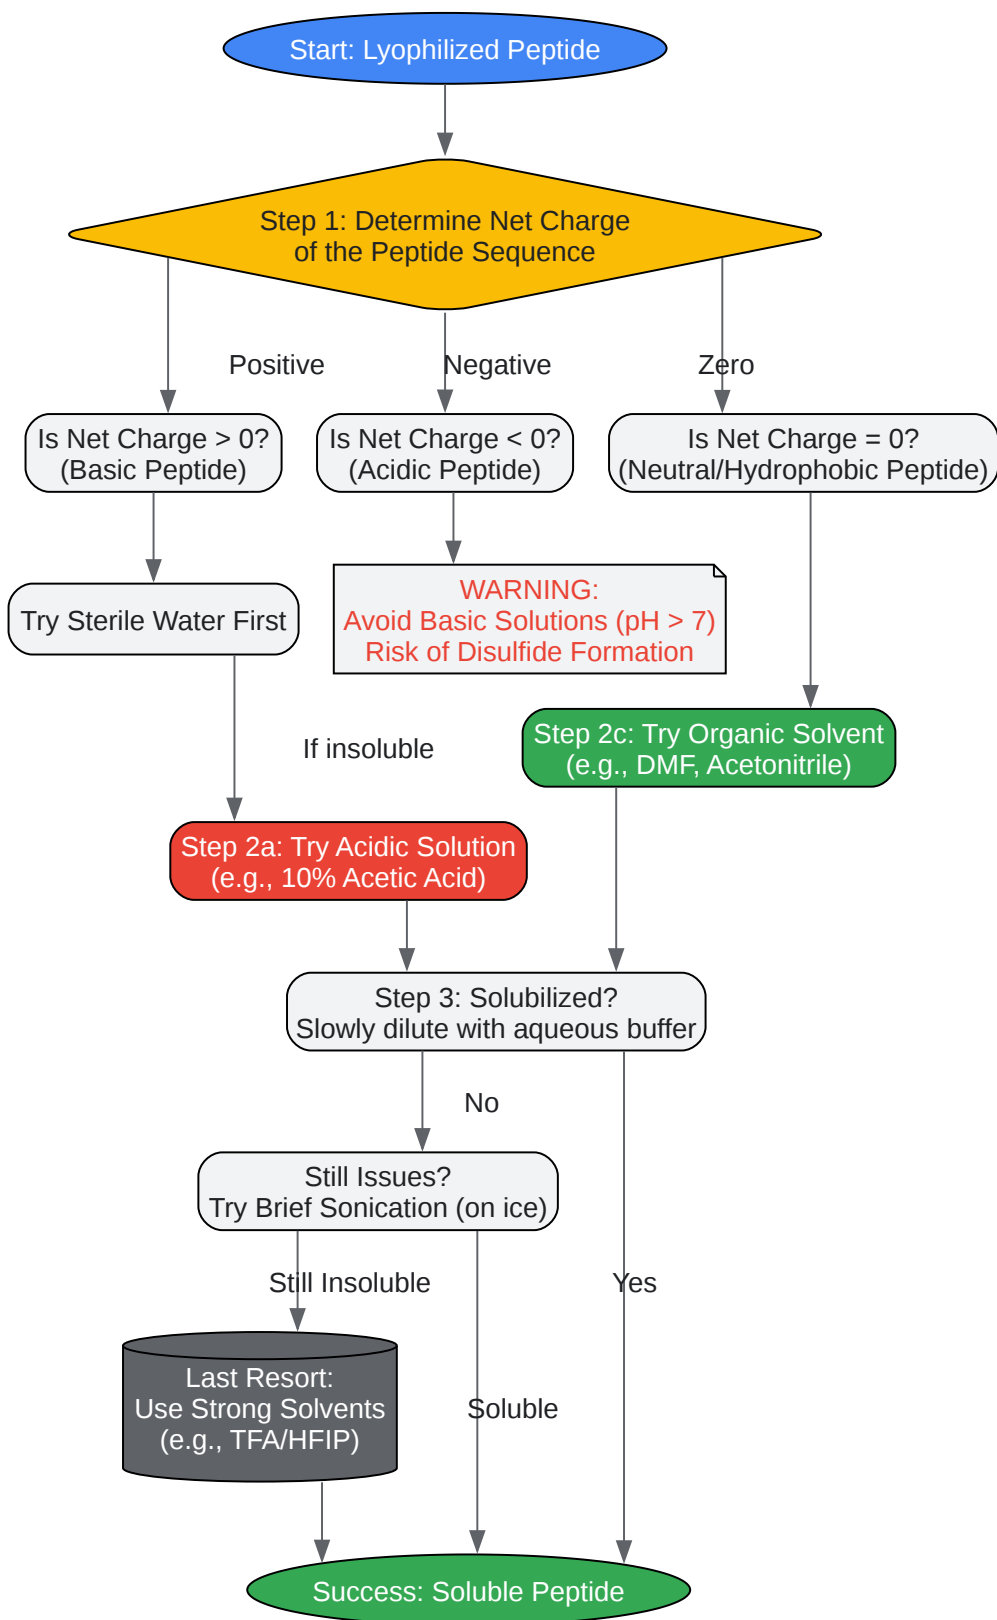 Start: Lyophilized Peptide
Step 1: Determine Net Charge
of the Peptide Sequence
Positive
Negative
Zero
Is Net Charge > 0?
(Basic Peptide)
Is Net Charge < 0?
(Acidic Peptide)
Is Net Charge = 0?
(Neutral/Hydrophobic Peptide)
Try Sterile Water First
WARNING:
Avoid Basic Solutions (pH > 7)
Risk of Disulfide Formation
If insoluble
Step 2c: Try Organic Solvent
(e.g., DMF, Acetonitrile)
Step 2a: Try Acidic Solution
(e.g., 10% Acetic Acid)
Step 3: Solubilized?
Slowly dilute with aqueous buffer
No
Still Issues?
Try Brief Sonication (on ice)
Still Insoluble
Yes
Last Resort:
Use Strong Solvents
(e.g., TFA/HFIP)
Soluble
Success: Soluble Peptide